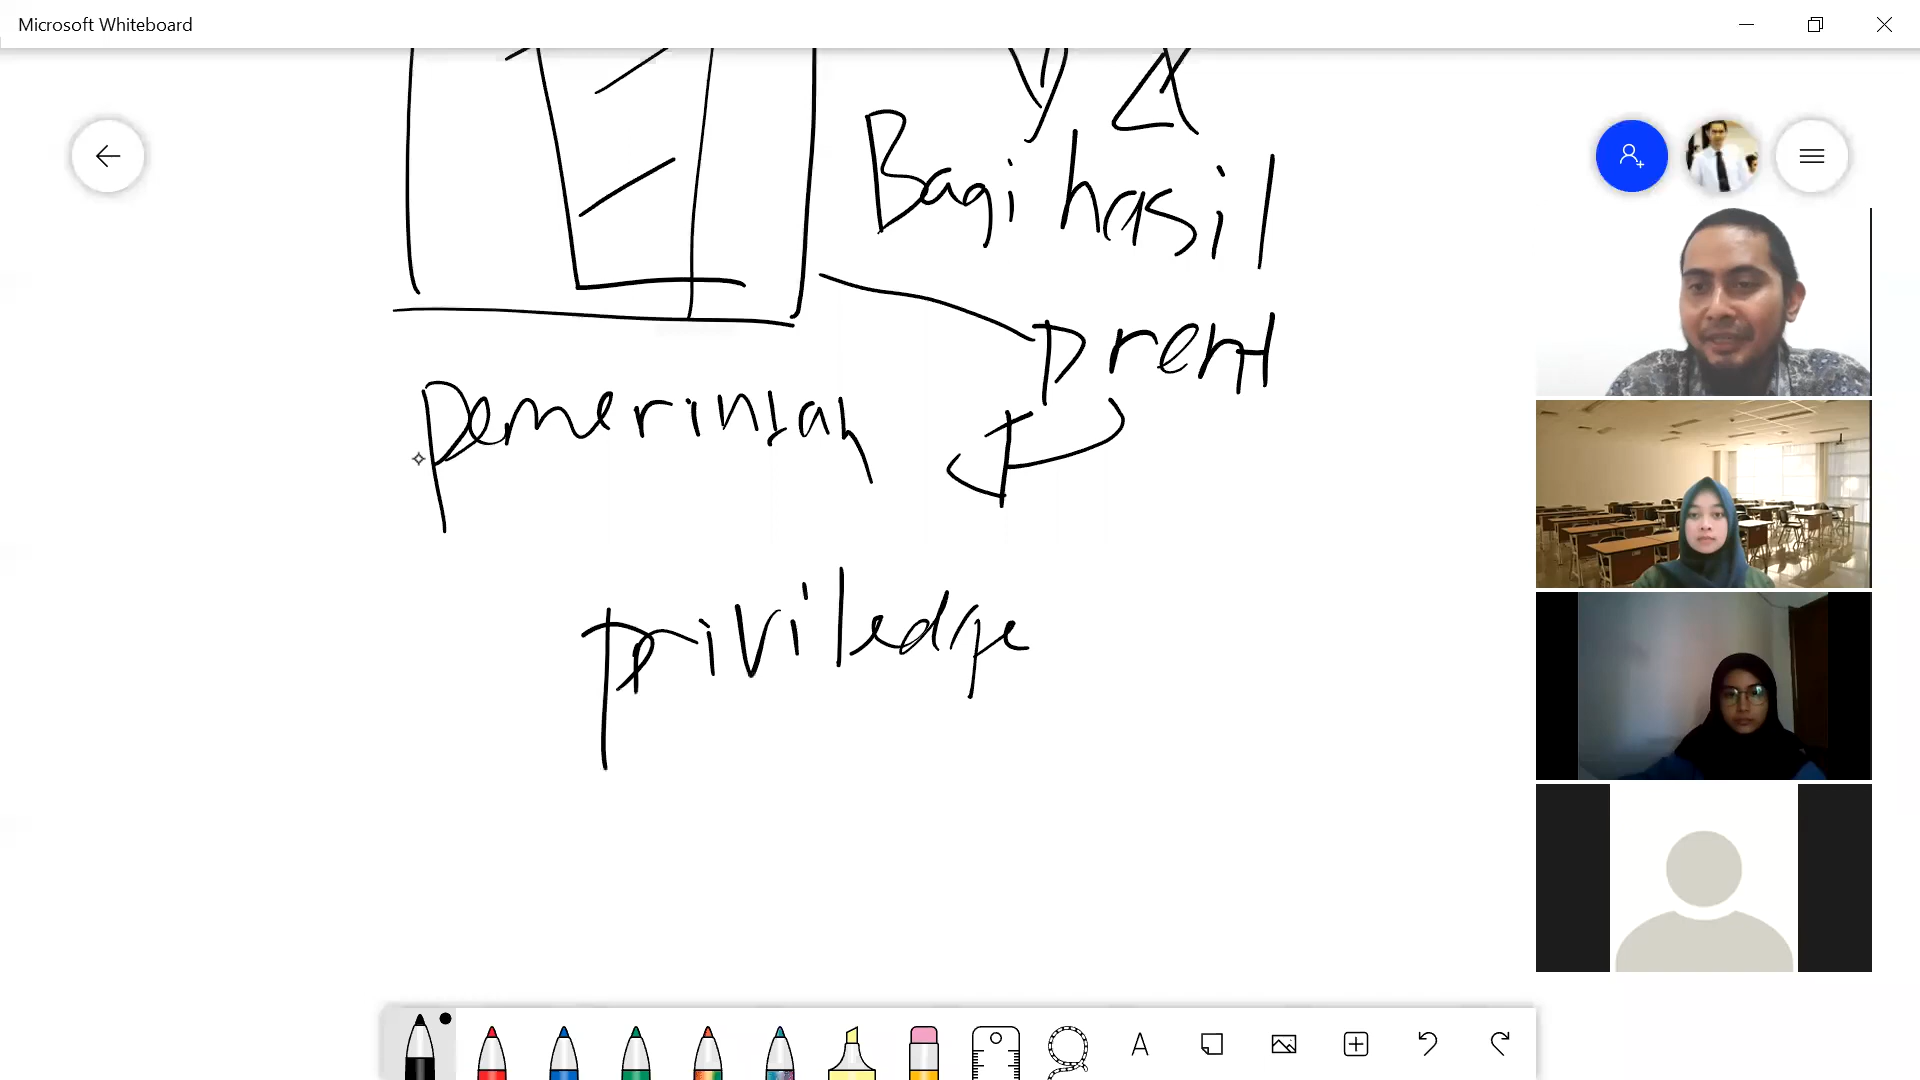 Microsoft Whiteboard
Bagi hasil
Pemerintah
priviledge
A